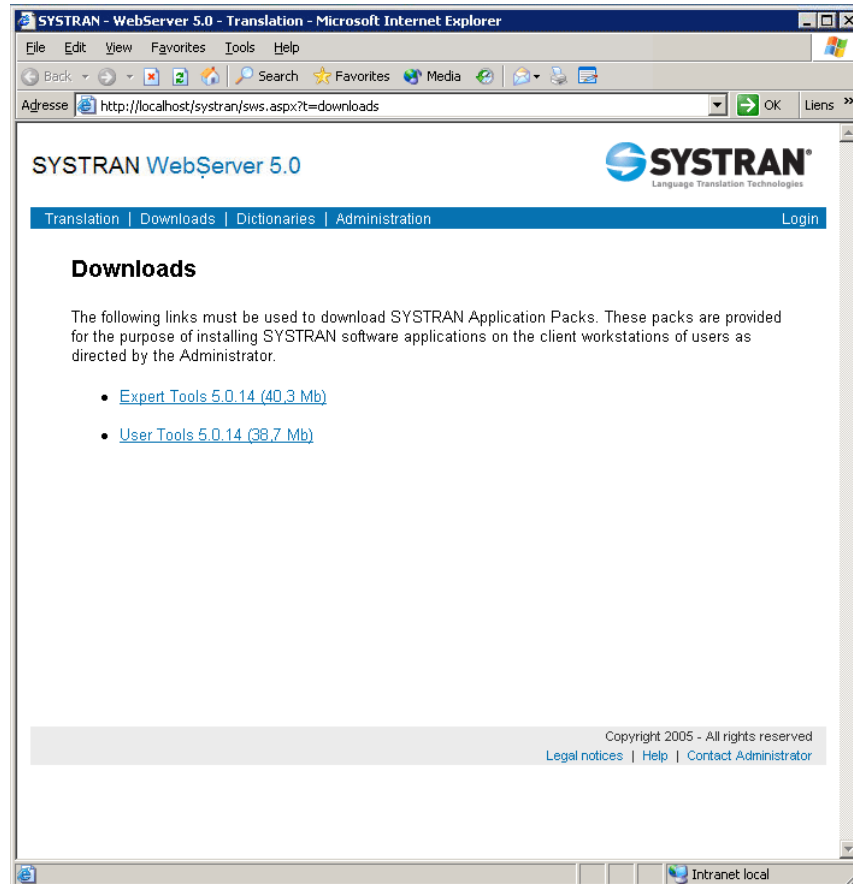 SYSTRAN - WebServer 5.0 - Translation - Microsoft Internet Explorer
File Edit View Favorites Tools Help
Back Search Favorites Media
Adresse http://localhost/systran/sws.aspx?t=downloads OK Liens »
SYSTRAN WebServer 5.0
SYSTRAN®
Language Translation Technologies
Translation | Downloads | Dictionaries | Administration Login
Downloads
The following links must be used to download SYSTRAN Application Packs. These packs are provided
for the purpose of installing SYSTRAN software applications on the client workstations of users as
directed by the Administrator.
• Expert Tools 5.0.14 (40,3 Mb)
• User Tools 5.0.14 (38,7 Mb)
Copyright 2005 - All rights reserved
Legal notices | Help | Contact Administrator
Intranet local